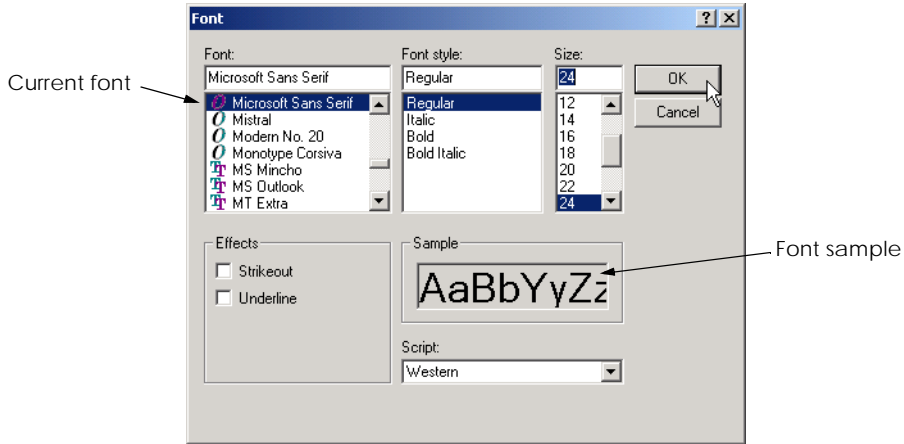 Font
Font:
Font style:
Size:
Microsoft Sans Serif
Regular
24
OK
Cancel
Current font
Microsoft Sans Serif
Mistral
Modern No. 20
Monotype Corsiva
MS Mincho
MS Outlook
MT Extra
Regular
Italic
Bold
Bold Italic
12
14
16
18
20
22
24
Effects
Strikeout
Underline
Sample
AaBbYyZz
Font sample
Script:
Western